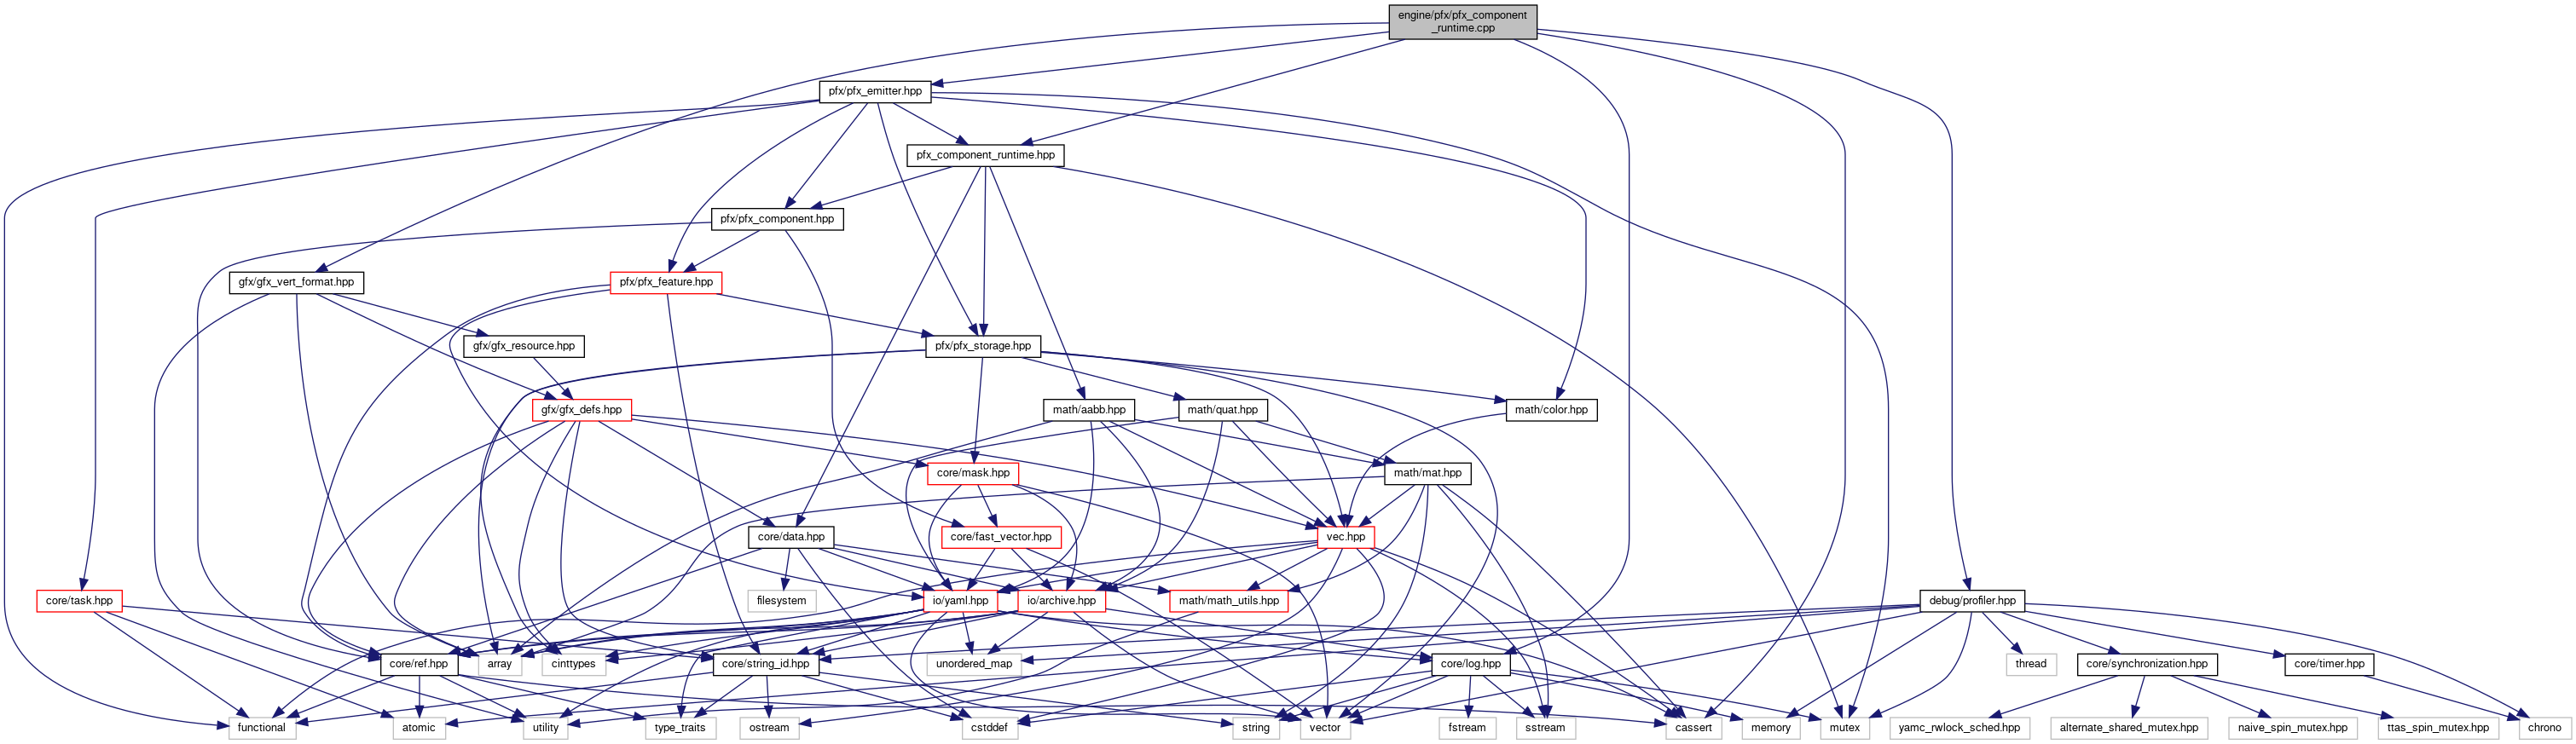 engine/pfx/pfx_component
_runtime.cpp
pfx/pfx_emitter.hpp
pfx_component_runtime.hpp
pfx/pfx_component.hpp
gfx/gfx_vert_format.hpp
pfx/pfx_feature.hpp
gfx/gfx_resource.hpp
pfx/pfx_storage.hpp
gfx/gfx_defs.hpp
math/aabb.hpp
math/quat.hpp
math/color.hpp
core/mask.hpp
math/mat.hpp
core/data.hpp
core/fast_vector.hpp
vec.hpp
core/task.hpp
filesystem
io/yaml.hpp
io/archive.hpp
math/math_utils.hpp
debug/profiler.hpp
core/ref.hpp
array
cinttypes
core/string_id.hpp
unordered_map
core/log.hpp
thread
core/synchronization.hpp
core/timer.hpp
functional
atomic
utility
type_traits
ostream
cstddef
string
vector
fstream
sstream
cassert
memory
mutex
yamc_rwlock_sched.hpp
alternate_shared_mutex.hpp
naive_spin_mutex.hpp
ttas_spin_mutex.hpp
chrono